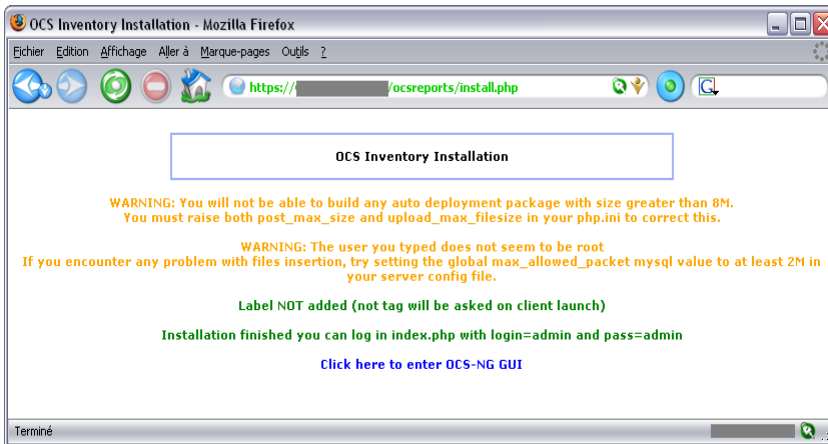 OCS Inventory Installation - Mozilla Firefox
Fichier Edition Affichage Aller à Marque-pages Outils ?
https:// /ocsreports/install.php
G
OCS Inventory Installation
WARNING: You will not be able to build any auto deployment package with size greater than 8M.
You must raise both post_max_size and upload_max_filesize in your php.ini to correct this.
WARNING: The user you typed does not seem to be root
If you encounter any problem with files insertion, try setting the global max_allowed_packet mysql value to at least 2M in
your server config file.
Label NOT added (not tag will be asked on client launch)
Installation finished you can log in index.php with login=admin and pass=admin
Click here to enter OCS-NG GUI
Terminé